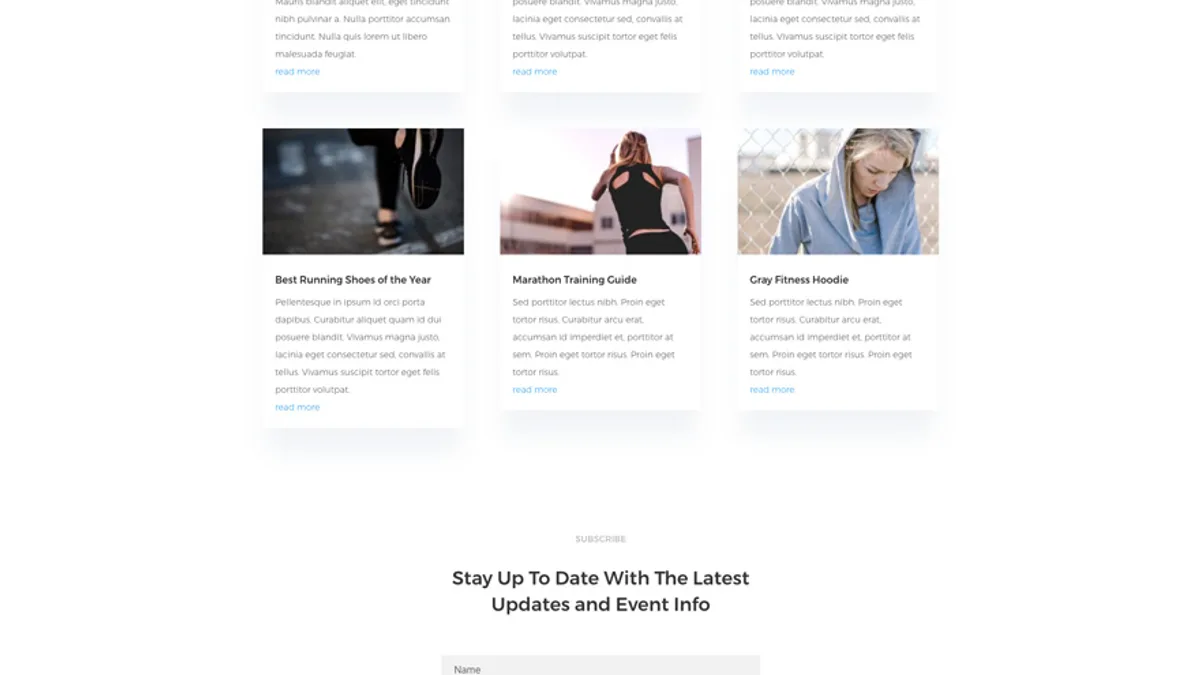 Mauris blandit aliquet elit, eget tincidunt
nibh pulvinar a. Nulla porttitor accumsan
tincidunt. Nulla quis lorem ut libero
malesuada feugiat.
read more
posuere blandit. Vivamus magna justo,
lacinia eget consectetur sed, convallis at
tellus. Vivamus suscipit tortor eget felis
porttitor volutpat.
read more
posuere blandit. Vivamus magna justo,
lacinia eget consectetur sed, convallis at
tellus. Vivamus suscipit tortor eget felis
porttitor volutpat.
read more
Best Running Shoes of the Year
Pellentesque in ipsum id orci porta
dapibus. Curabitur aliquet quam id dui
posuere blandit. Vivamus magna justo,
lacinia eget consectetur sed, convallis at
tellus. Vivamus suscipit tortor eget felis
porttitor volutpat.
read more
Marathon Training Guide
Sed porttitor lectus nibh. Proin eget
tortor risus. Curabitur arcu erat,
accumsan id imperdiet et, porttitor at
sem. Proin eget tortor risus. Proin eget
tortor risus.
read more
Gray Fitness Hoodie
Sed porttitor lectus nibh. Proin eget
tortor risus. Curabitur arcu erat,
accumsan id imperdiet et, porttitor at
sem. Proin eget tortor risus. Proin eget
tortor risus.
read more
SUBSCRIBE
Stay Up To Date With The Latest
Updates and Event Info
Name